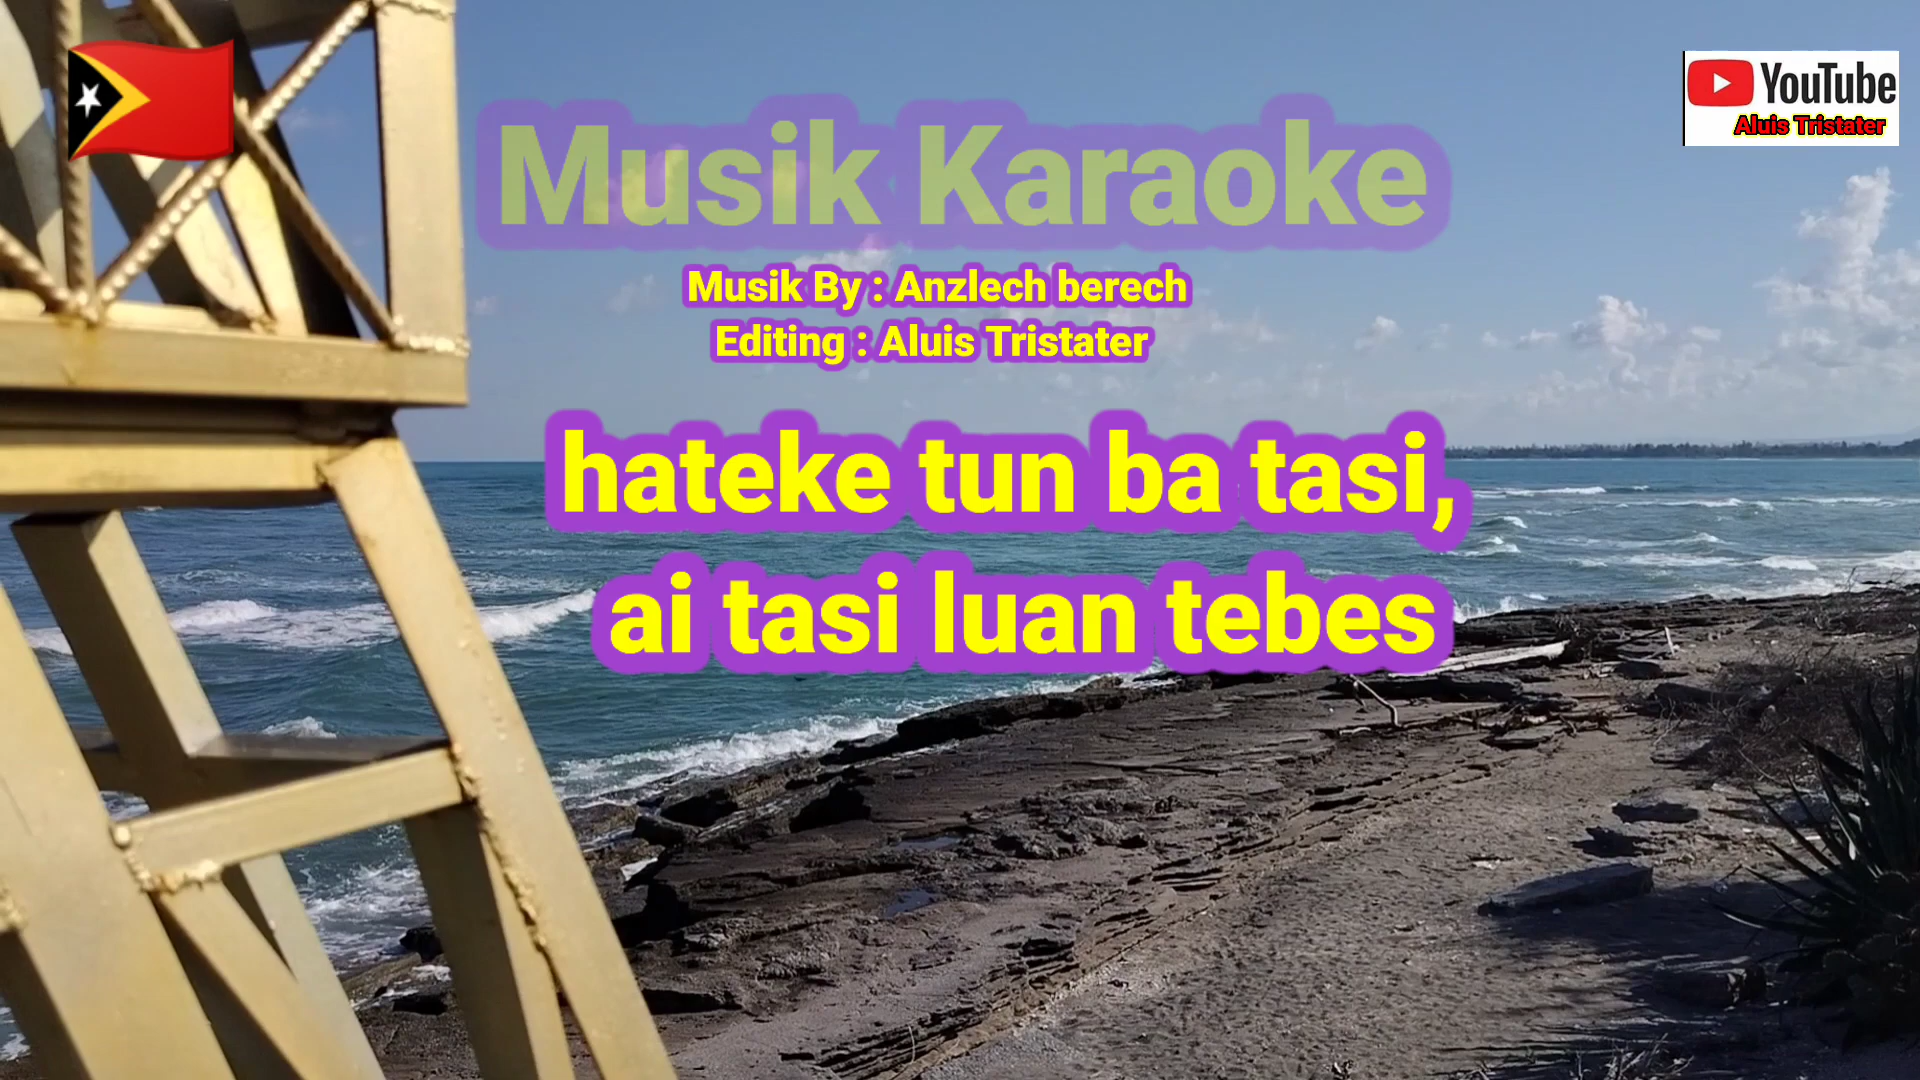 YouTube
Aluis Tristater
Musik Karaoke
Musik By : Anzlech berech
Editing : Aluis Tristater
hateke tun ba tasi,
ai tasi luan tebes